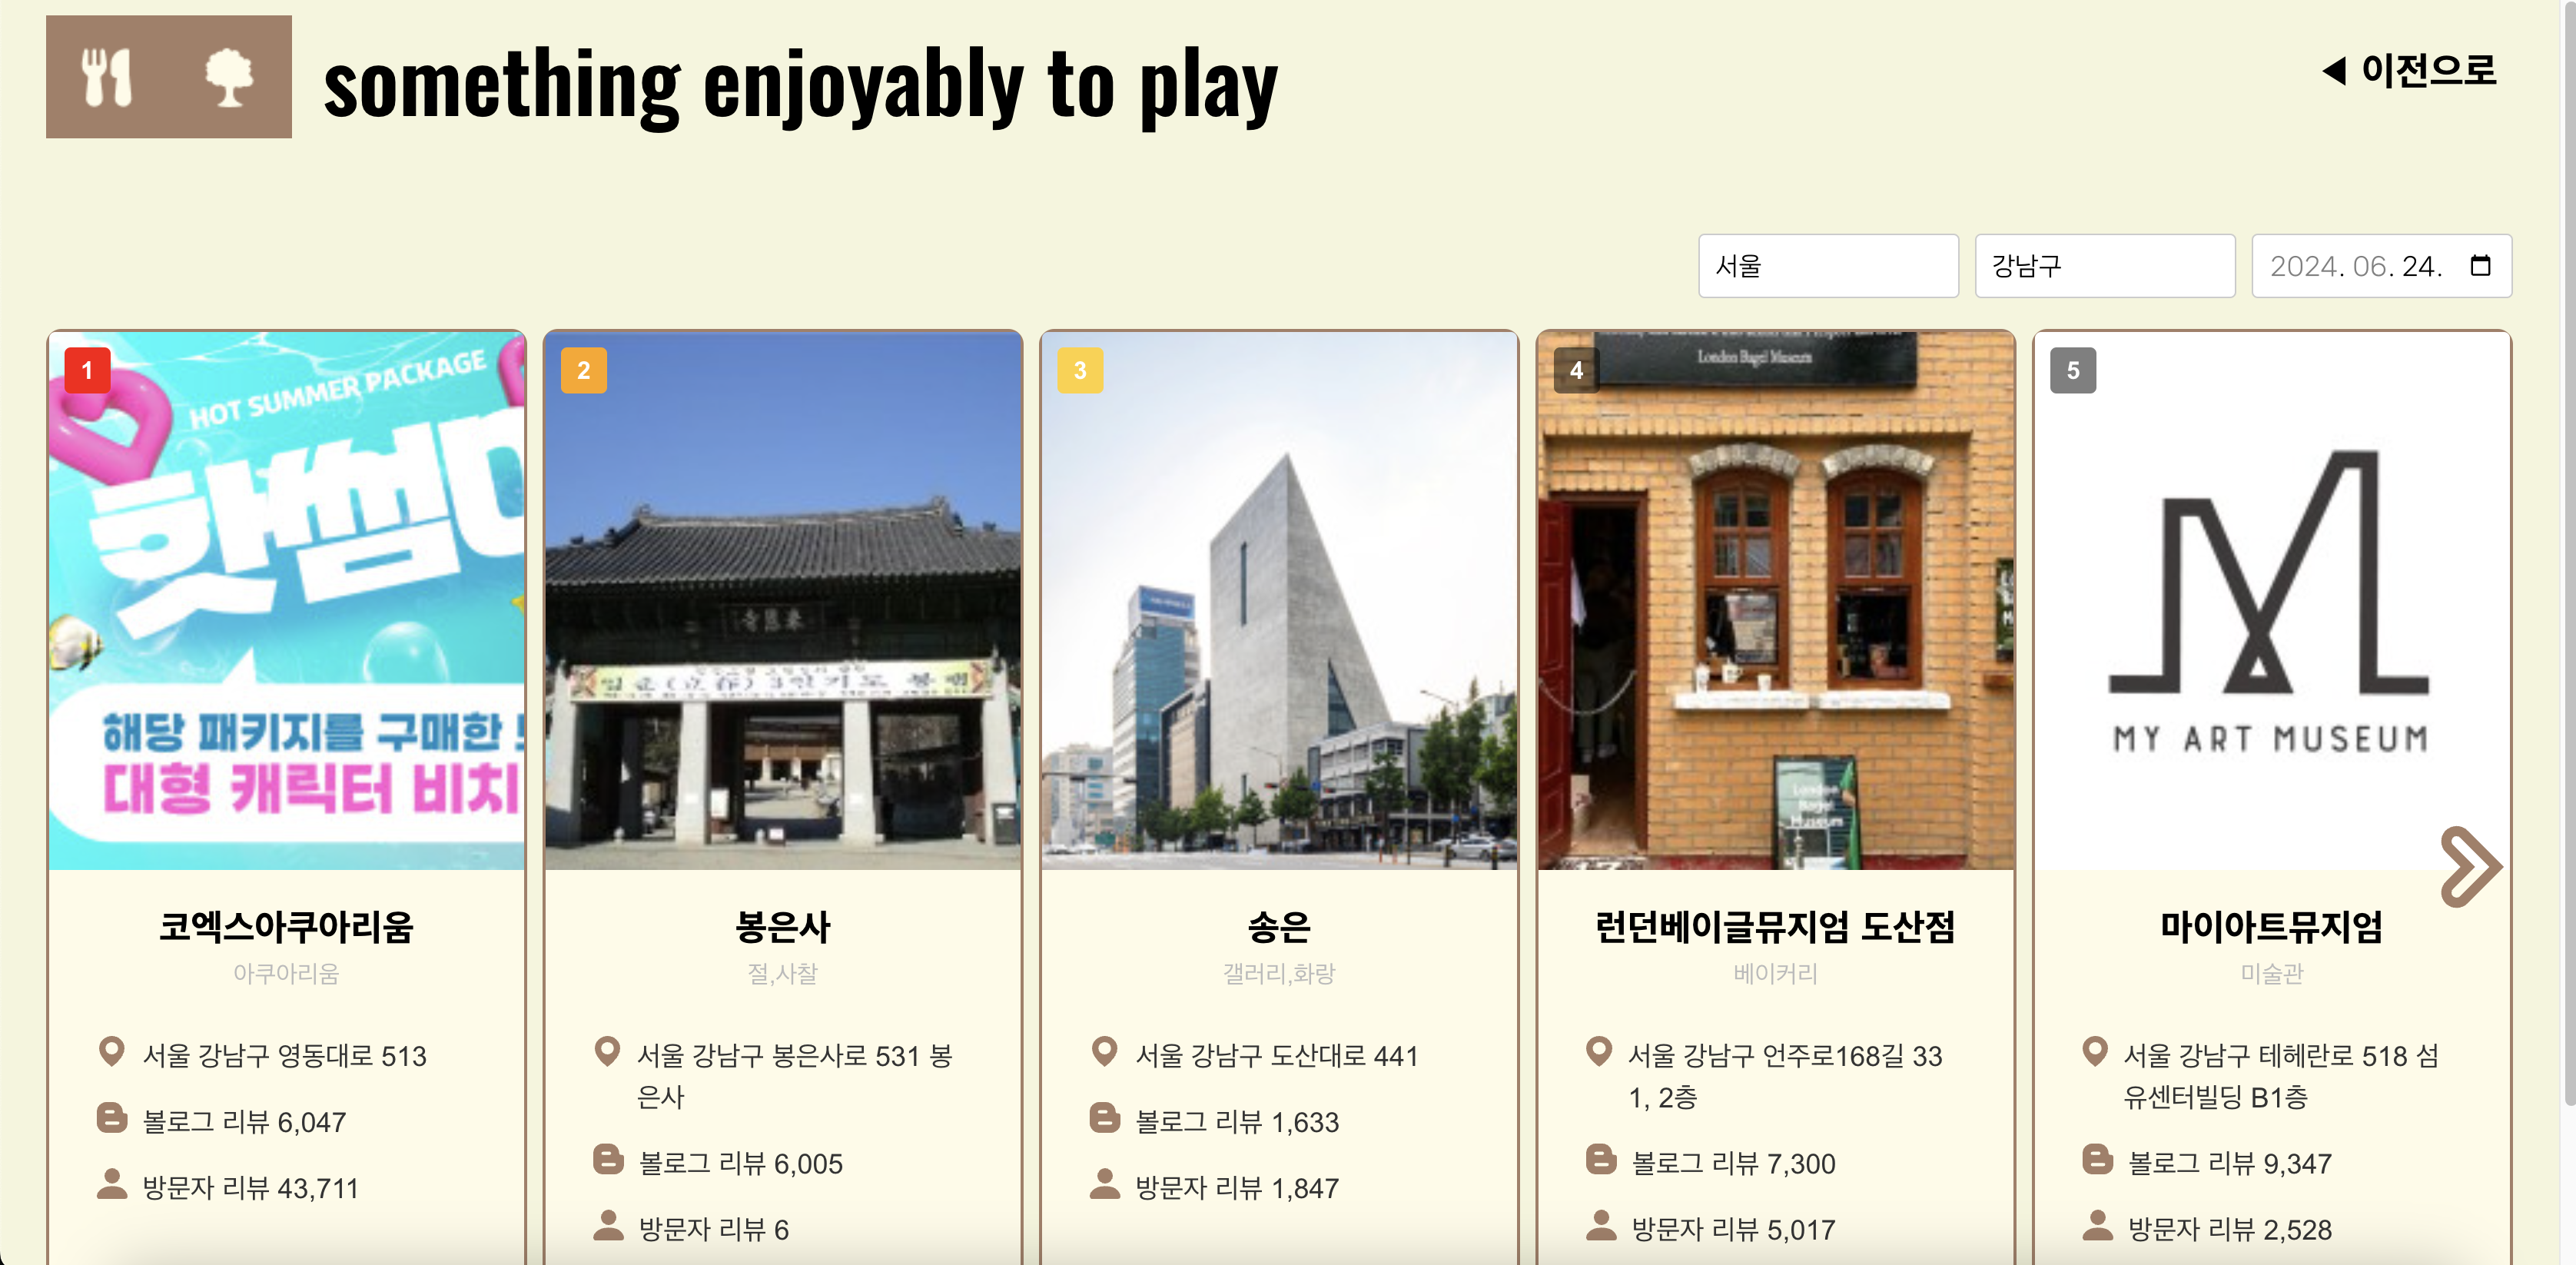 something enjoyably to play
◀ 이전으로
서울
강남구
2024. 06. 24.
1
HOT SUMMER PACKAGE
해당 패키지를 구매한
대형 캐릭터 비치
코엑스아쿠아리움
아쿠아리움
서울 강남구 영동대로 513
볼로그 리뷰 6,047
방문자 리뷰 43,711
2
봉은사
절,사찰
서울 강남구 봉은사로 531 봉
은사
볼로그 리뷰 6,005
방문자 리뷰 6
3
송은
갤러리,화랑
서울 강남구 도산대로 441
볼로그 리뷰 1,633
방문자 리뷰 1,847
4
London Bagel Museum
London
Bagel
Museum
런던베이글뮤지엄 도산점
베이커리
서울 강남구 언주로168길 33
1, 2층
볼로그 리뷰 7,300
방문자 리뷰 5,017
5
MY ART MUSEUM
마이아트뮤지엄
미술관
서울 강남구 테헤란로 518 섬
유센터빌딩 B1층
볼로그 리뷰 9,347
방문자 리뷰 2,528